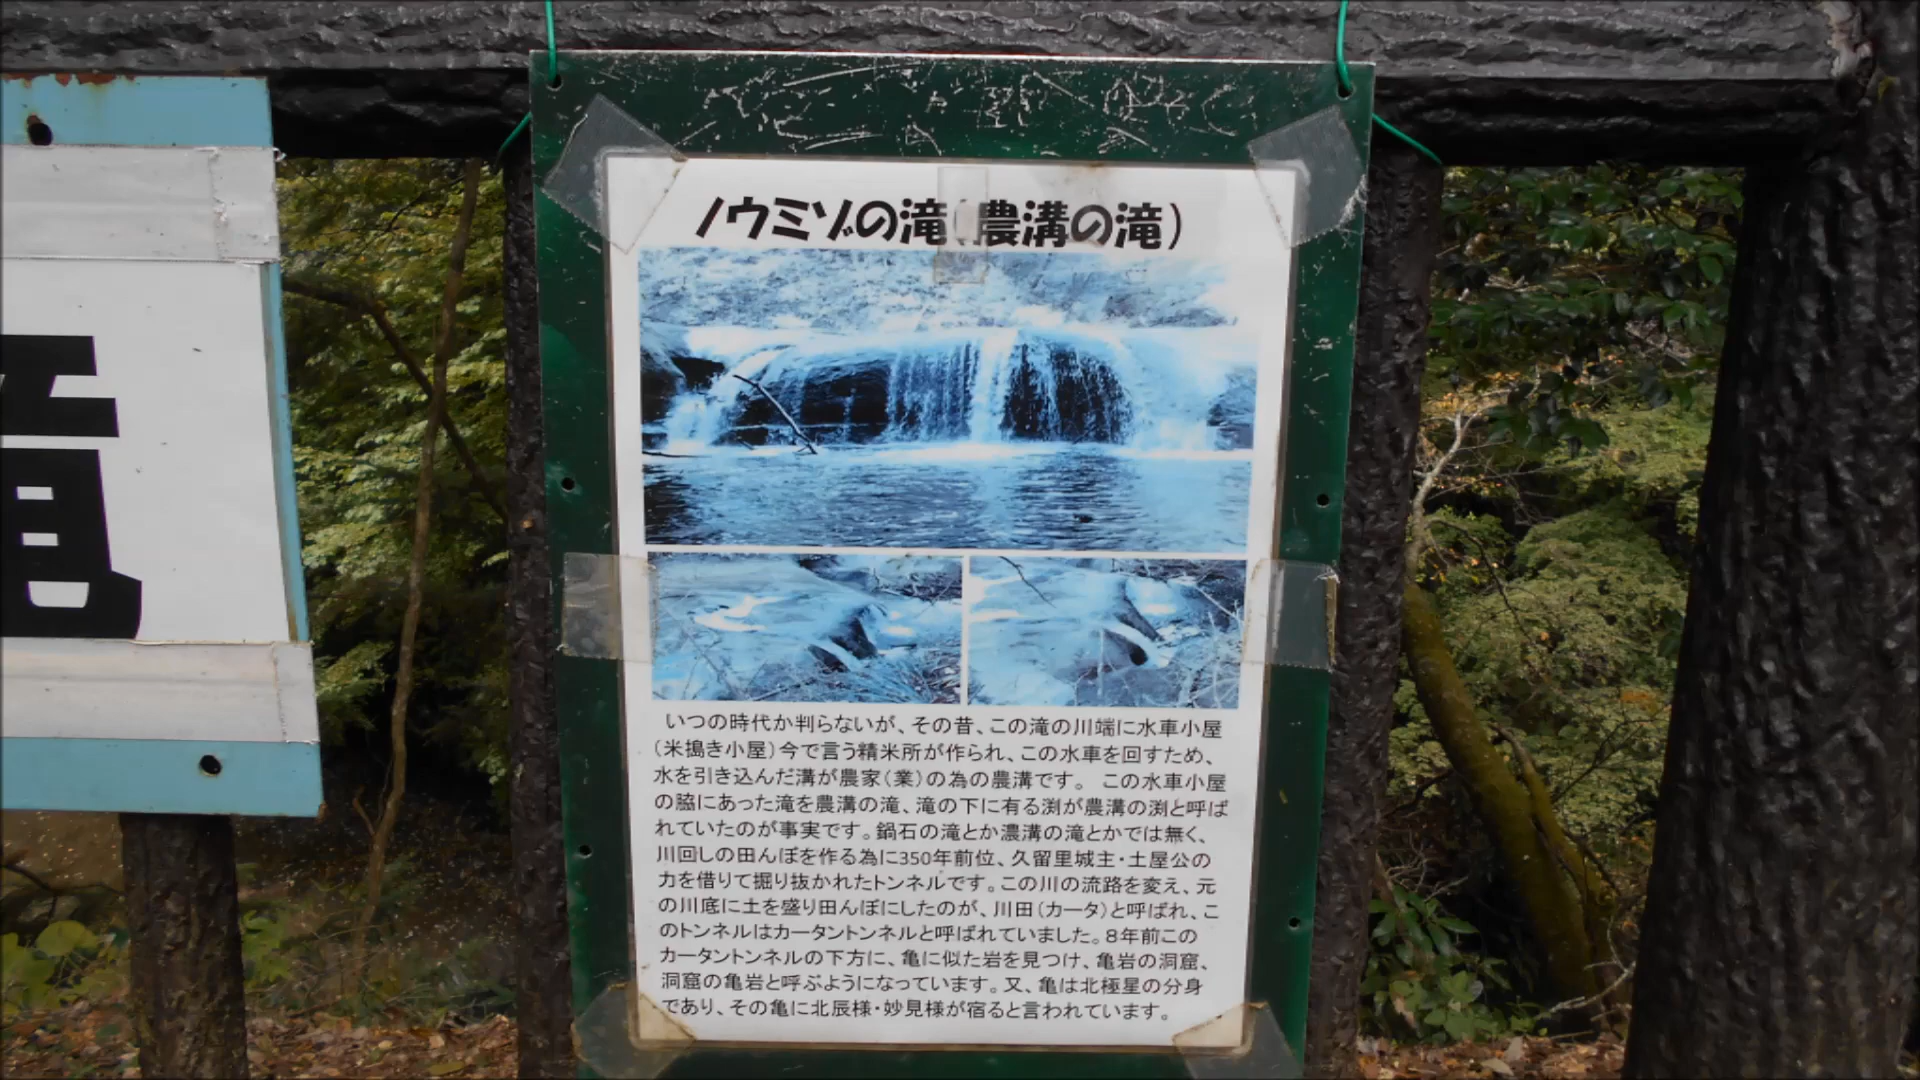 ノウミゾの滝(農溝の滝)
いつの時代か判らないが、その昔、この滝の川端に水車小屋
(米搗き小屋)今で言う精米所が作られ、この水車を回すため、
水を引き込んだ溝が農家(業)の為の農溝です。 この水車小屋
の脇にあった滝を農溝の滝、滝の下に有る渕が農溝の渕と呼ば
れていたのが事実です。鍋石の滝とか濃溝の滝とかでは無く、
川回しの田んぼを作る為に350年前位、久留里城主・土屋公の
力を借りて掘り抜かれたトンネルです。この川の流路を変え、元
の川底に土を盛り田んぼにしたのが、川田(カータ)と呼ばれ、こ
のトンネルはカータントンネルと呼ばれていました。8年前この
カータントンネルの下方に、亀に似た岩を見つけ、亀岩の洞窟、
洞窟の亀岩と呼ぶようになっています。又、亀は北極星の分身
であり、その亀に北辰様・妙見様が宿ると言われています。